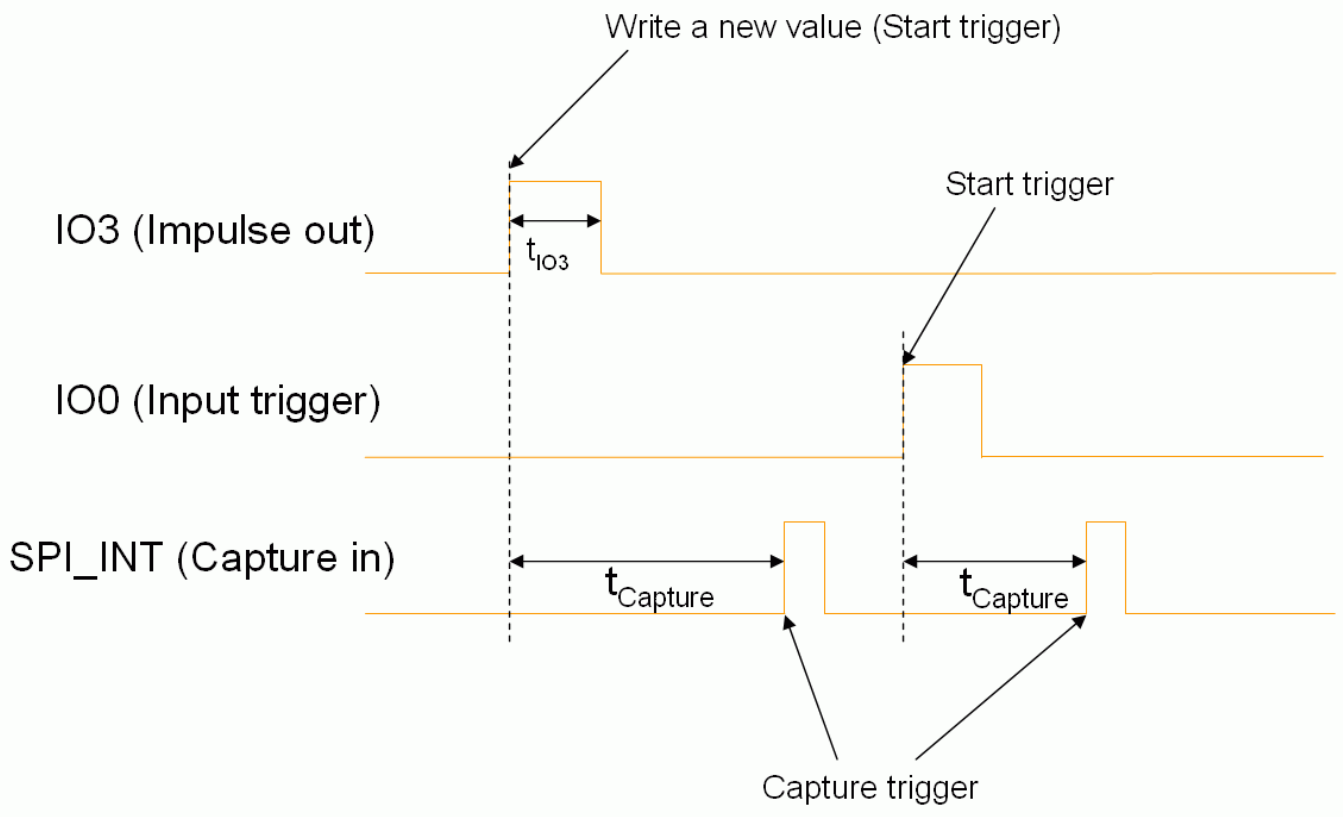 Write a new value (Start trigger)
Start trigger
IO3 (Impulse out)
tIO3
IO0 (Input trigger)
SPI_INT (Capture in)
tCapture
tCapture
Capture trigger